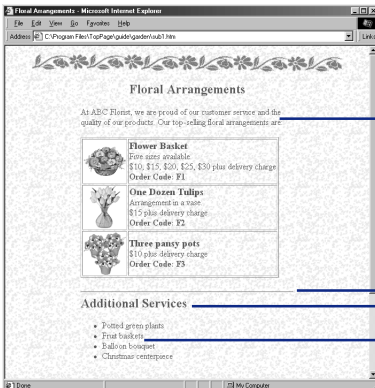 Floral Arrangements - Microsoft Internet Explorer
File Edit View Go Favorites Help
Address C:\Program Files\TopPage\guide\garden\sub1.htm Links
Floral Arrangements
At ABC Florist, we are proud of our customer service and the
quality of our products. Our top-selling floral arrangements are
Flower Basket
Five sizes available
$10, $15, $20, $25, $30 plus delivery charge
Order Code: F1
One Dozen Tulips
Arrangement in a vase
$15 plus delivery charge
Order Code: F2
Three pansy pots
$10 plus delivery charge
Order Code: F3
Additional Services
• Potted green plants
• Fruit baskets
• Balloon bouquet
• Christmas centerpiece
Done My Computer